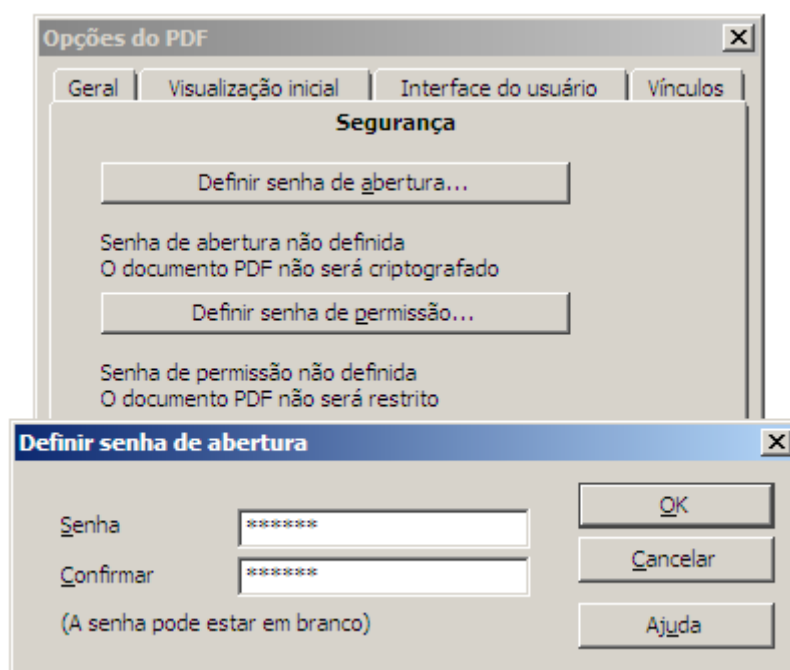 Opções do PDF
Geral Visualização inicial Interface do usuário Vínculos
Segurança
Definir senha de abertura...
Senha de abertura não definida
O documento PDF não será criptografado
Definir senha de permissão...
Senha de permissão não definida
O documento PDF não será restrito
Definir senha de abertura
Senha ****** OK
Confirmar ****** Cancelar
(A senha pode estar em branco) Ajuda